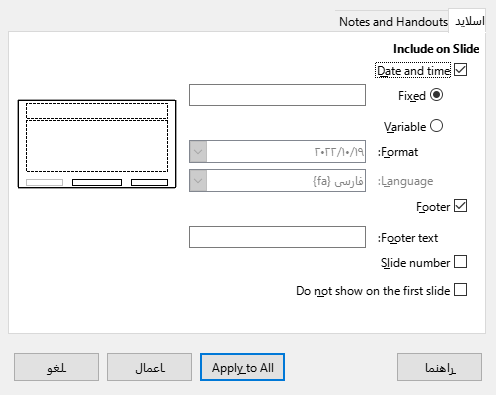 اسلاید
Notes and Handouts
Include on Slide
Date and time
Fixed
Variable
Format:
۲۰۲۲/۱۰/۱۹
Language:
فارسی {fa}
Footer
Footer text:
Slide number
Do not show on the first slide
راهنما
Apply to All
اعمال
لغو